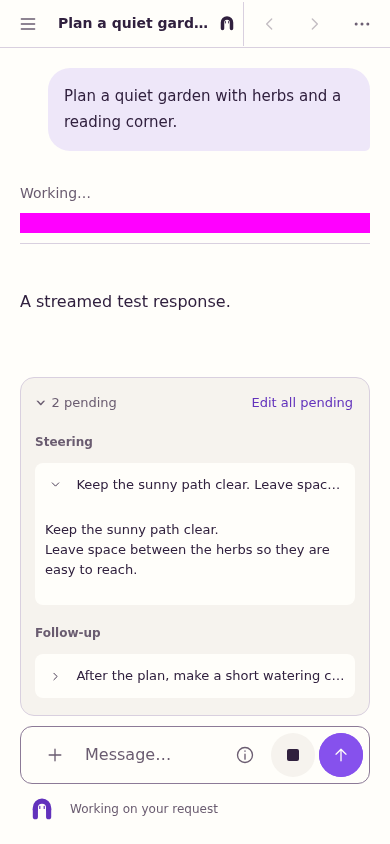 Plan a quiet gard...
Plan a quiet garden with herbs and a
reading corner.
Working...
A streamed test response.
2 pending
Edit all pending
Steering
Keep the sunny path clear. Leave spac...
Keep the sunny path clear.
Leave space between the herbs so they are
easy to reach.
Follow-up
After the plan, make a short watering c...
Message...
Working on your request